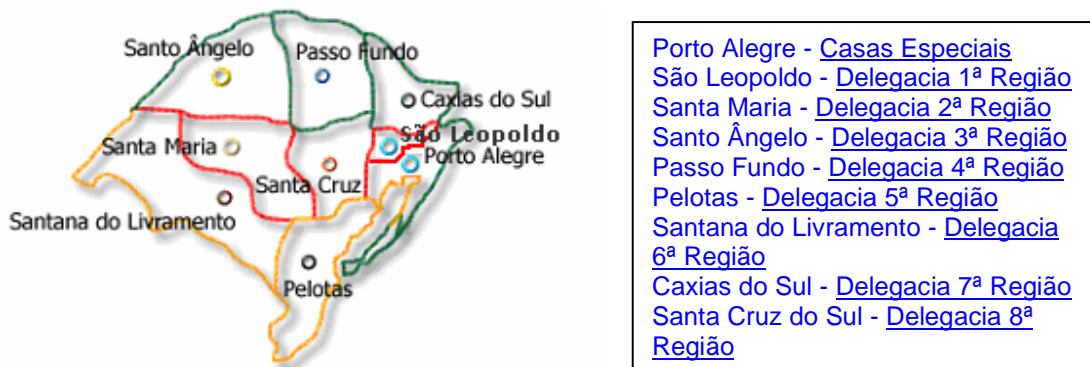 Santo Ângelo
Passo Fundo
Caxias do Sul
São Leopoldo
Santa Maria
Porto Alegre
Santa Cruz
Santana do Livramento
Pelotas
Porto Alegre - Casas Especiais
São Leopoldo - Delegacia 1ª Região
Santa Maria - Delegacia 2ª Região
Santo Ângelo - Delegacia 3ª Região
Passo Fundo - Delegacia 4ª Região
Pelotas - Delegacia 5ª Região
Santana do Livramento - Delegacia
6ª Região
Caxias do Sul - Delegacia 7ª Região
Santa Cruz do Sul - Delegacia 8ª
Região